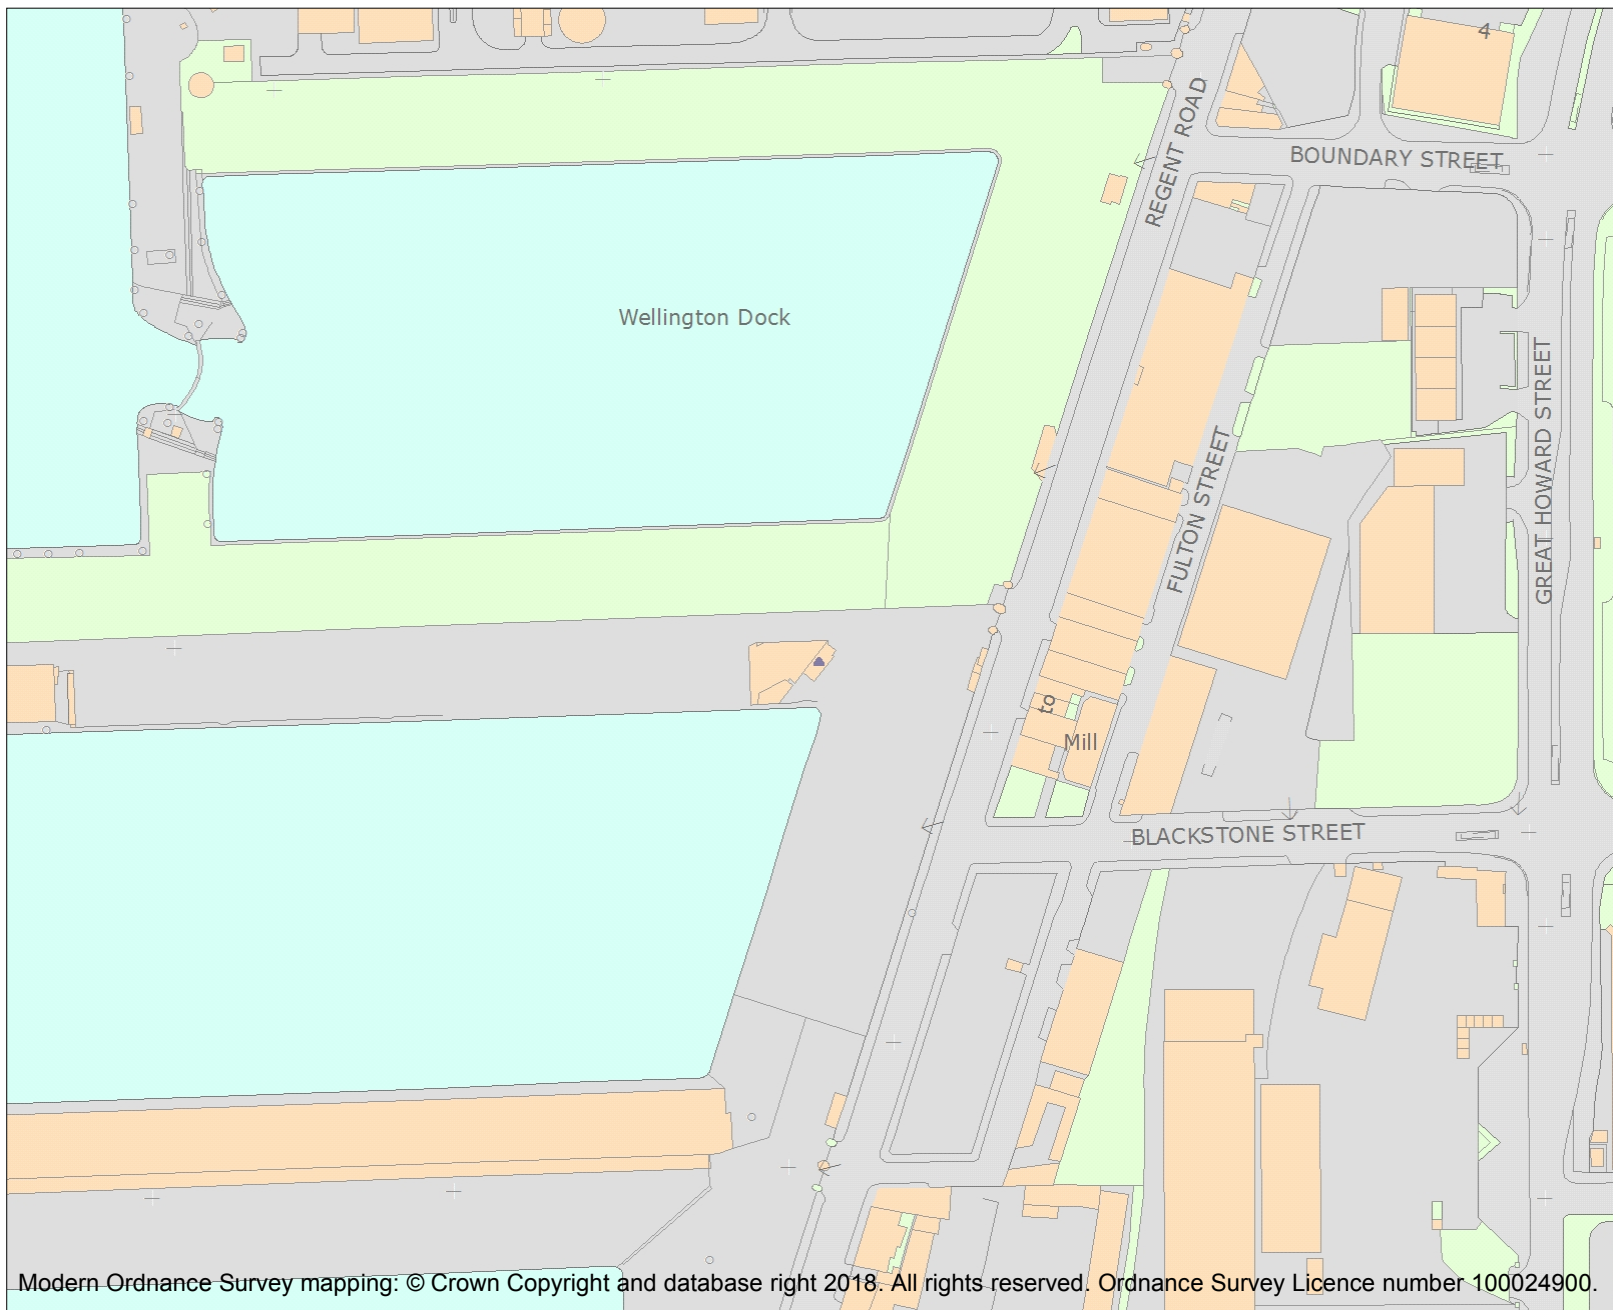 4
REGENT ROAD
BOUNDARY STREET
Wellington Dock
GREAT HOWARD STREET
FULTON STREET
to
Mill
BLACKSTONE STREET
Modern Ordnance Survey mapping: © Crown Copyright and database right 2018. All rights reserved. Ordnance Survey Licence number 100024900.